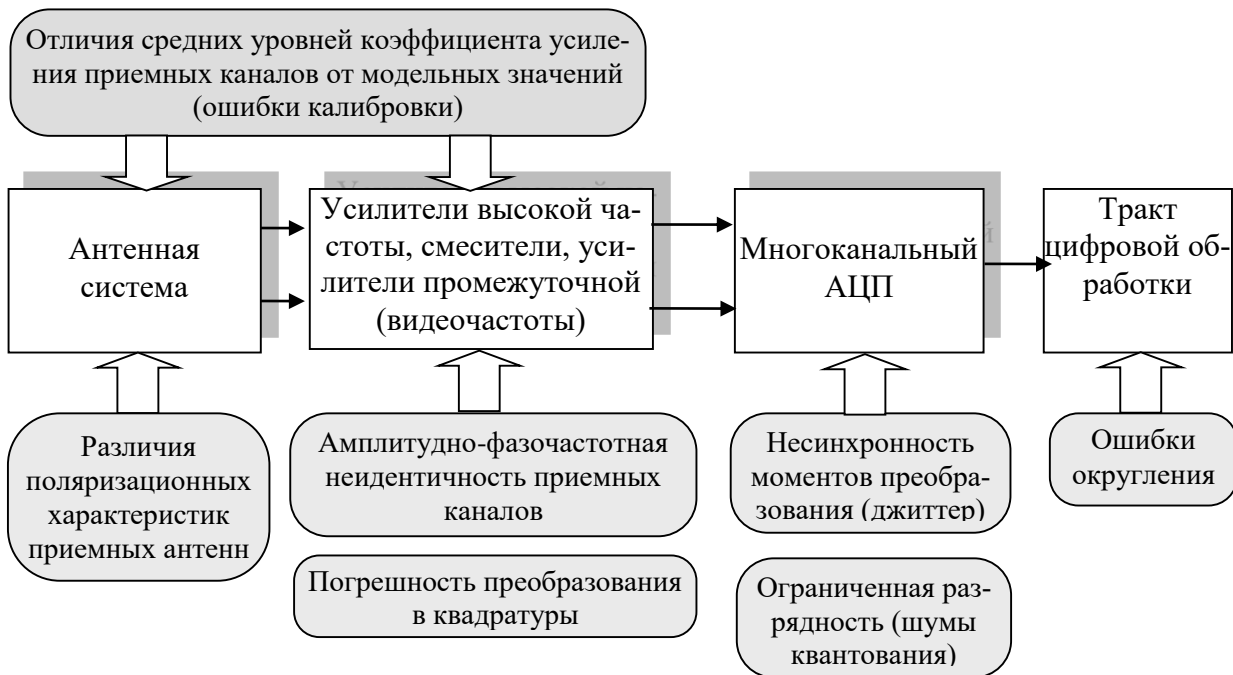 Отличия средних уровней коэффициента усиле-
ния приемных каналов от модельных значений
(ошибки калибровки)
Антенная
система
Усилители высокой ча-
стоты, смесители, уси-
лители промежуточной
(видеочастоты)
Многоканальный
АЦП
Тракт
цифровой об-
работки
Различия
поляризационных
характеристик
приемных антенн
Амплитудно-фазочастотная
неидентичность приемных
каналов
Несинхронность
моментов преобра-
зования (джиттер)
Ошибки
округления
Погрешность преобразования
в квадратуры
Ограниченная раз-
рядность (шумы
квантования)